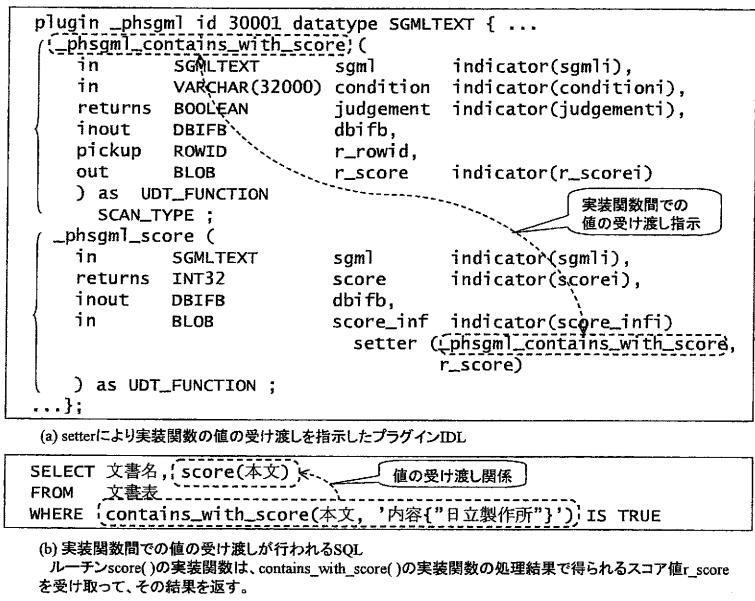 plugin _phsgml id 30001 datatype SGMLTEXT { ...
_phsgml_contains_with_score (
in SGMLTEXT sgml indicator(sgmli),
in VARCHAR(32000) condition indicator(conditioni),
returns BOOLEAN judgement indicator(judgementi),
inout DBIFB dbifb,
pickup ROWID r_rowid,
out BLOB r_score indicator(r_scorei)
) as UDT_FUNCTION
SCAN_TYPE ;
実装関数間での
値の受け渡し指示
_phsgml_score (
in SGMLTEXT sgml indicator(sgmli),
returns INT32 score indicator(scorei),
inout DBIFB dbifb,
in BLOB score_inf indicator(score_infi)
setter (_phsgml_contains_with_score,
r_score)
) as UDT_FUNCTION ;
...};
(a) setterにより実装関数の値の受け渡しを指示したプラグインIDL
SELECT 文書名, score(本文)
値の受け渡し関係
FROM 文書表
WHERE contains_with_score(本文, '内容{"日立製作所"}') IS TRUE
(b) 実装関数間での値の受け渡しが行われるSQL
ルーチンscore( )の実装関数は、contains_with_score( )の実装関数の処理結果で得られるスコア値r_score
を受け取って、その結果を返す。